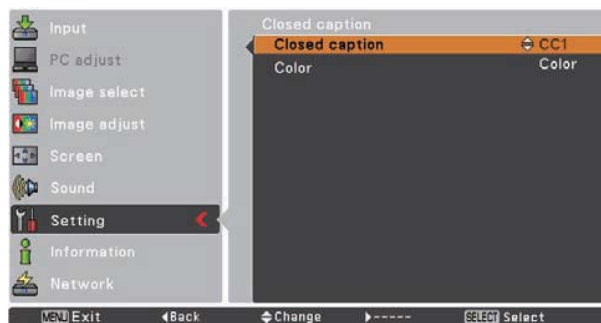 Input
PC adjust
Image select
Image adjust
Screen
Sound
Setting
Information
Network
Closed caption
Closed caption CC1
Color Color
MENU Exit Back Change ----- SELECT Select